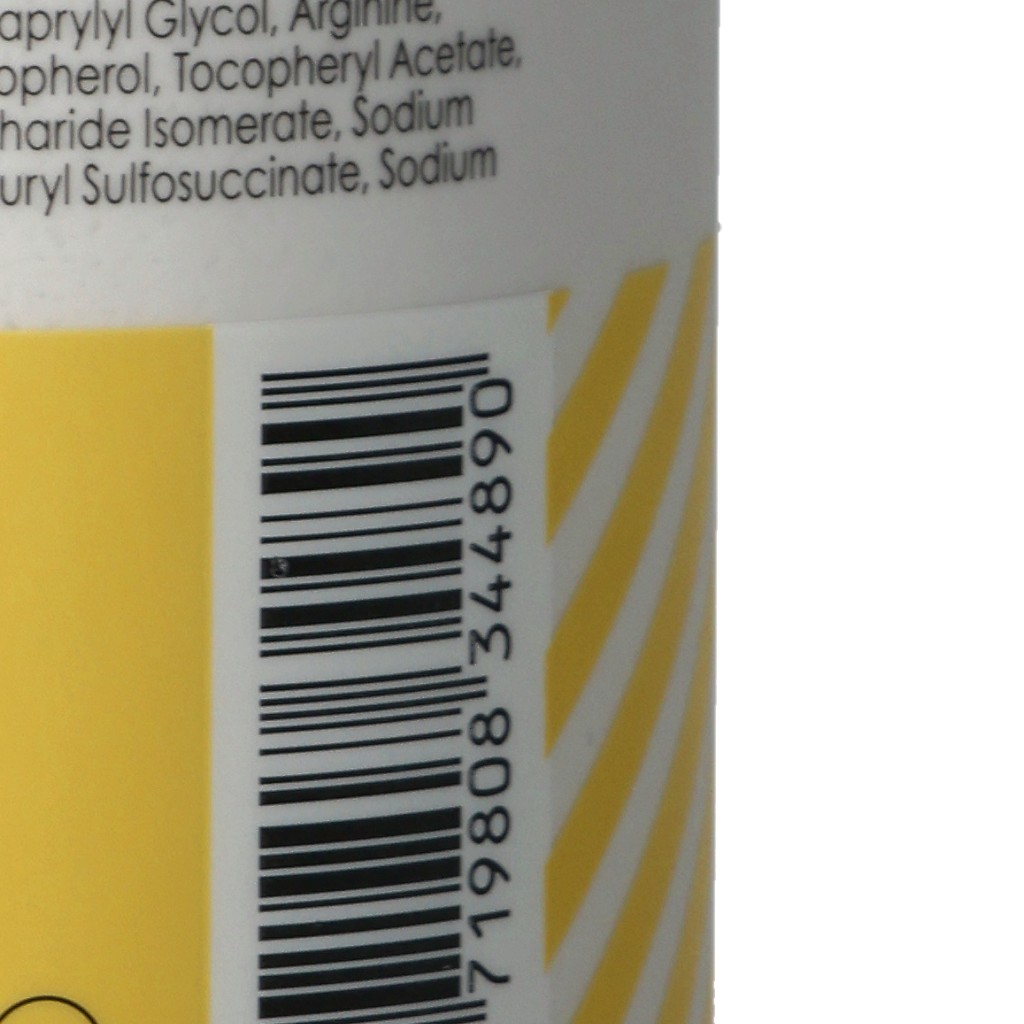 aprylyl Glycol, Arginine,
opherol, Tocopheryl Acetate,
haride Isomerate, Sodium
uryl Sulfosuccinate, Sodium
719808 344890